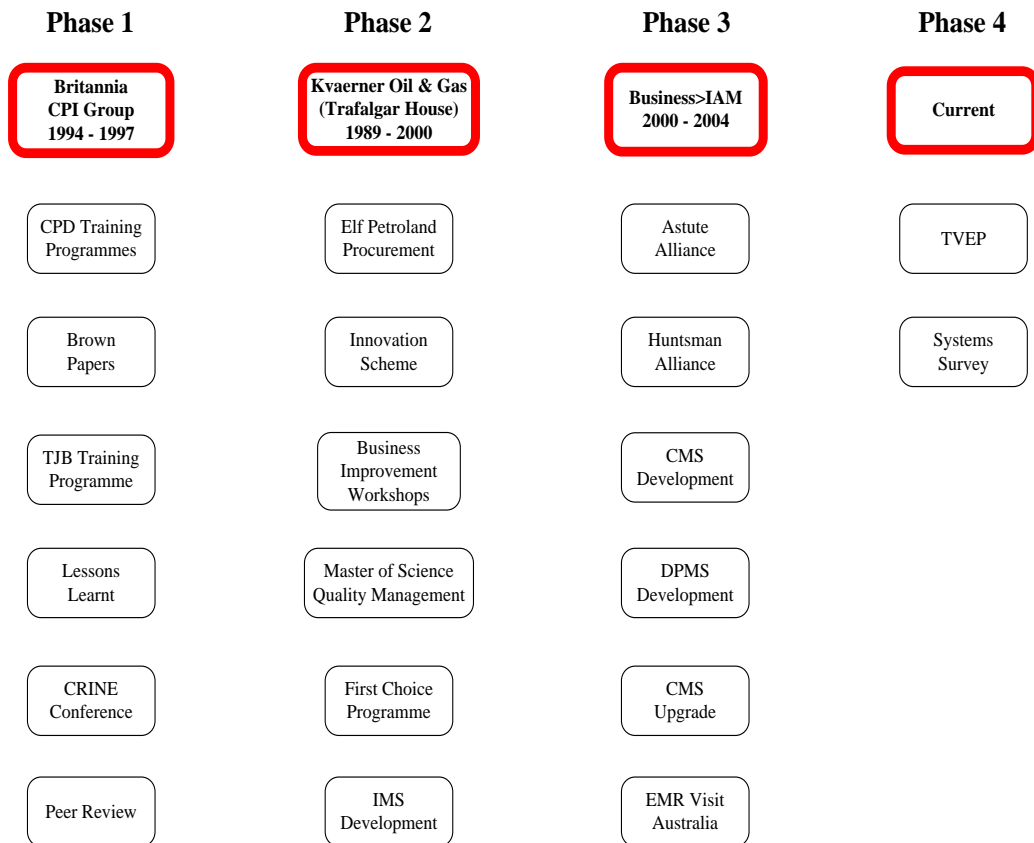 Phase 1
Phase 2
Phase 3
Phase 4
Britannia
CPI Group
1994 - 1997
Kvaerner Oil & Gas
(Trafalgar House)
1989 - 2000
Business>IAM
2000 - 2004
Current
CPD Training
Programmes
Elf Petroland
Procurement
Astute
Alliance
TVEP
Brown
Papers
Innovation
Scheme
Huntsman
Alliance
Systems
Survey
TJB Training
Programme
Business
Improvement
Workshops
CMS
Development
Lessons
Learnt
Master of Science
Quality Management
DPMS
Development
CRINE
Conference
First Choice
Programme
CMS
Upgrade
Peer Review
IMS
Development
EMR Visit
Australia